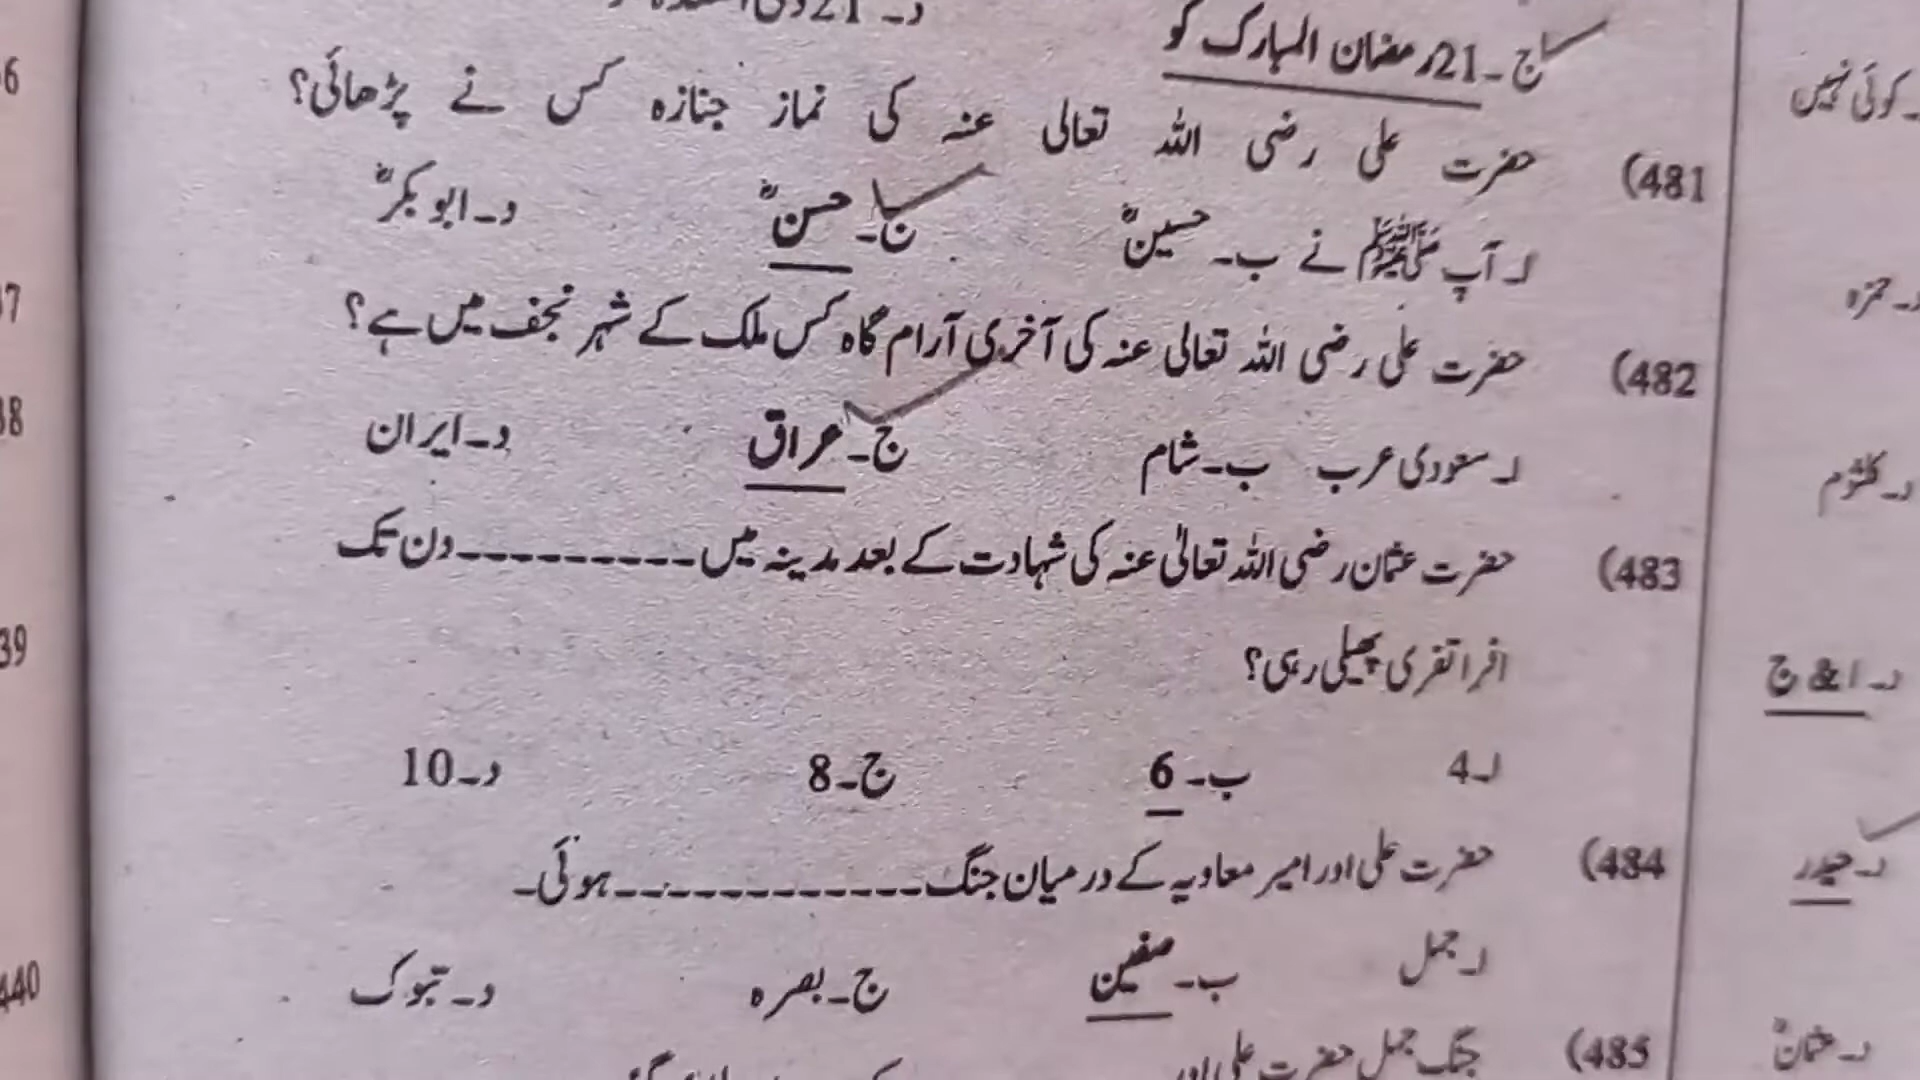 ج۔21رمضان المبارک کو
481) حضرت علی رضی اللہ تعالی عنہ کی نماز جنازہ کس نے پڑھائی؟
ا۔ آپ ﷺ نے ب۔ حسینؓ ج۔ حسنؓ د۔ ابوبکرؓ
482) حضرت علی رضی اللہ تعالی عنہ کی آخری آرام گاہ کس ملک کے شہر نجف میں ہے؟
ا۔ سعودی عرب ب۔ شام ج۔ عراق د۔ ایران
483) حضرت عثمان رضی اللہ تعالیٰ عنہ کی شہادت کے بعد مدینہ میں ---------- دن تک
افراتفری پھیلی رہی؟
ا۔4 ب۔ 6 ج۔8 د۔10
484) حضرت علی اور امیر معاویہ کے درمیان جنگ ------------ ہوئی۔
ا۔ جمل ب۔ صفین ج۔ بصرہ د۔ تبوک
485) جنگ جمل حضرت علی اور
۔ کوئی نہیں
د۔ حمزہ
د۔ کلثوم
د۔ ا & ج
د۔ حیدر
د۔ عثمانؓ
39
440